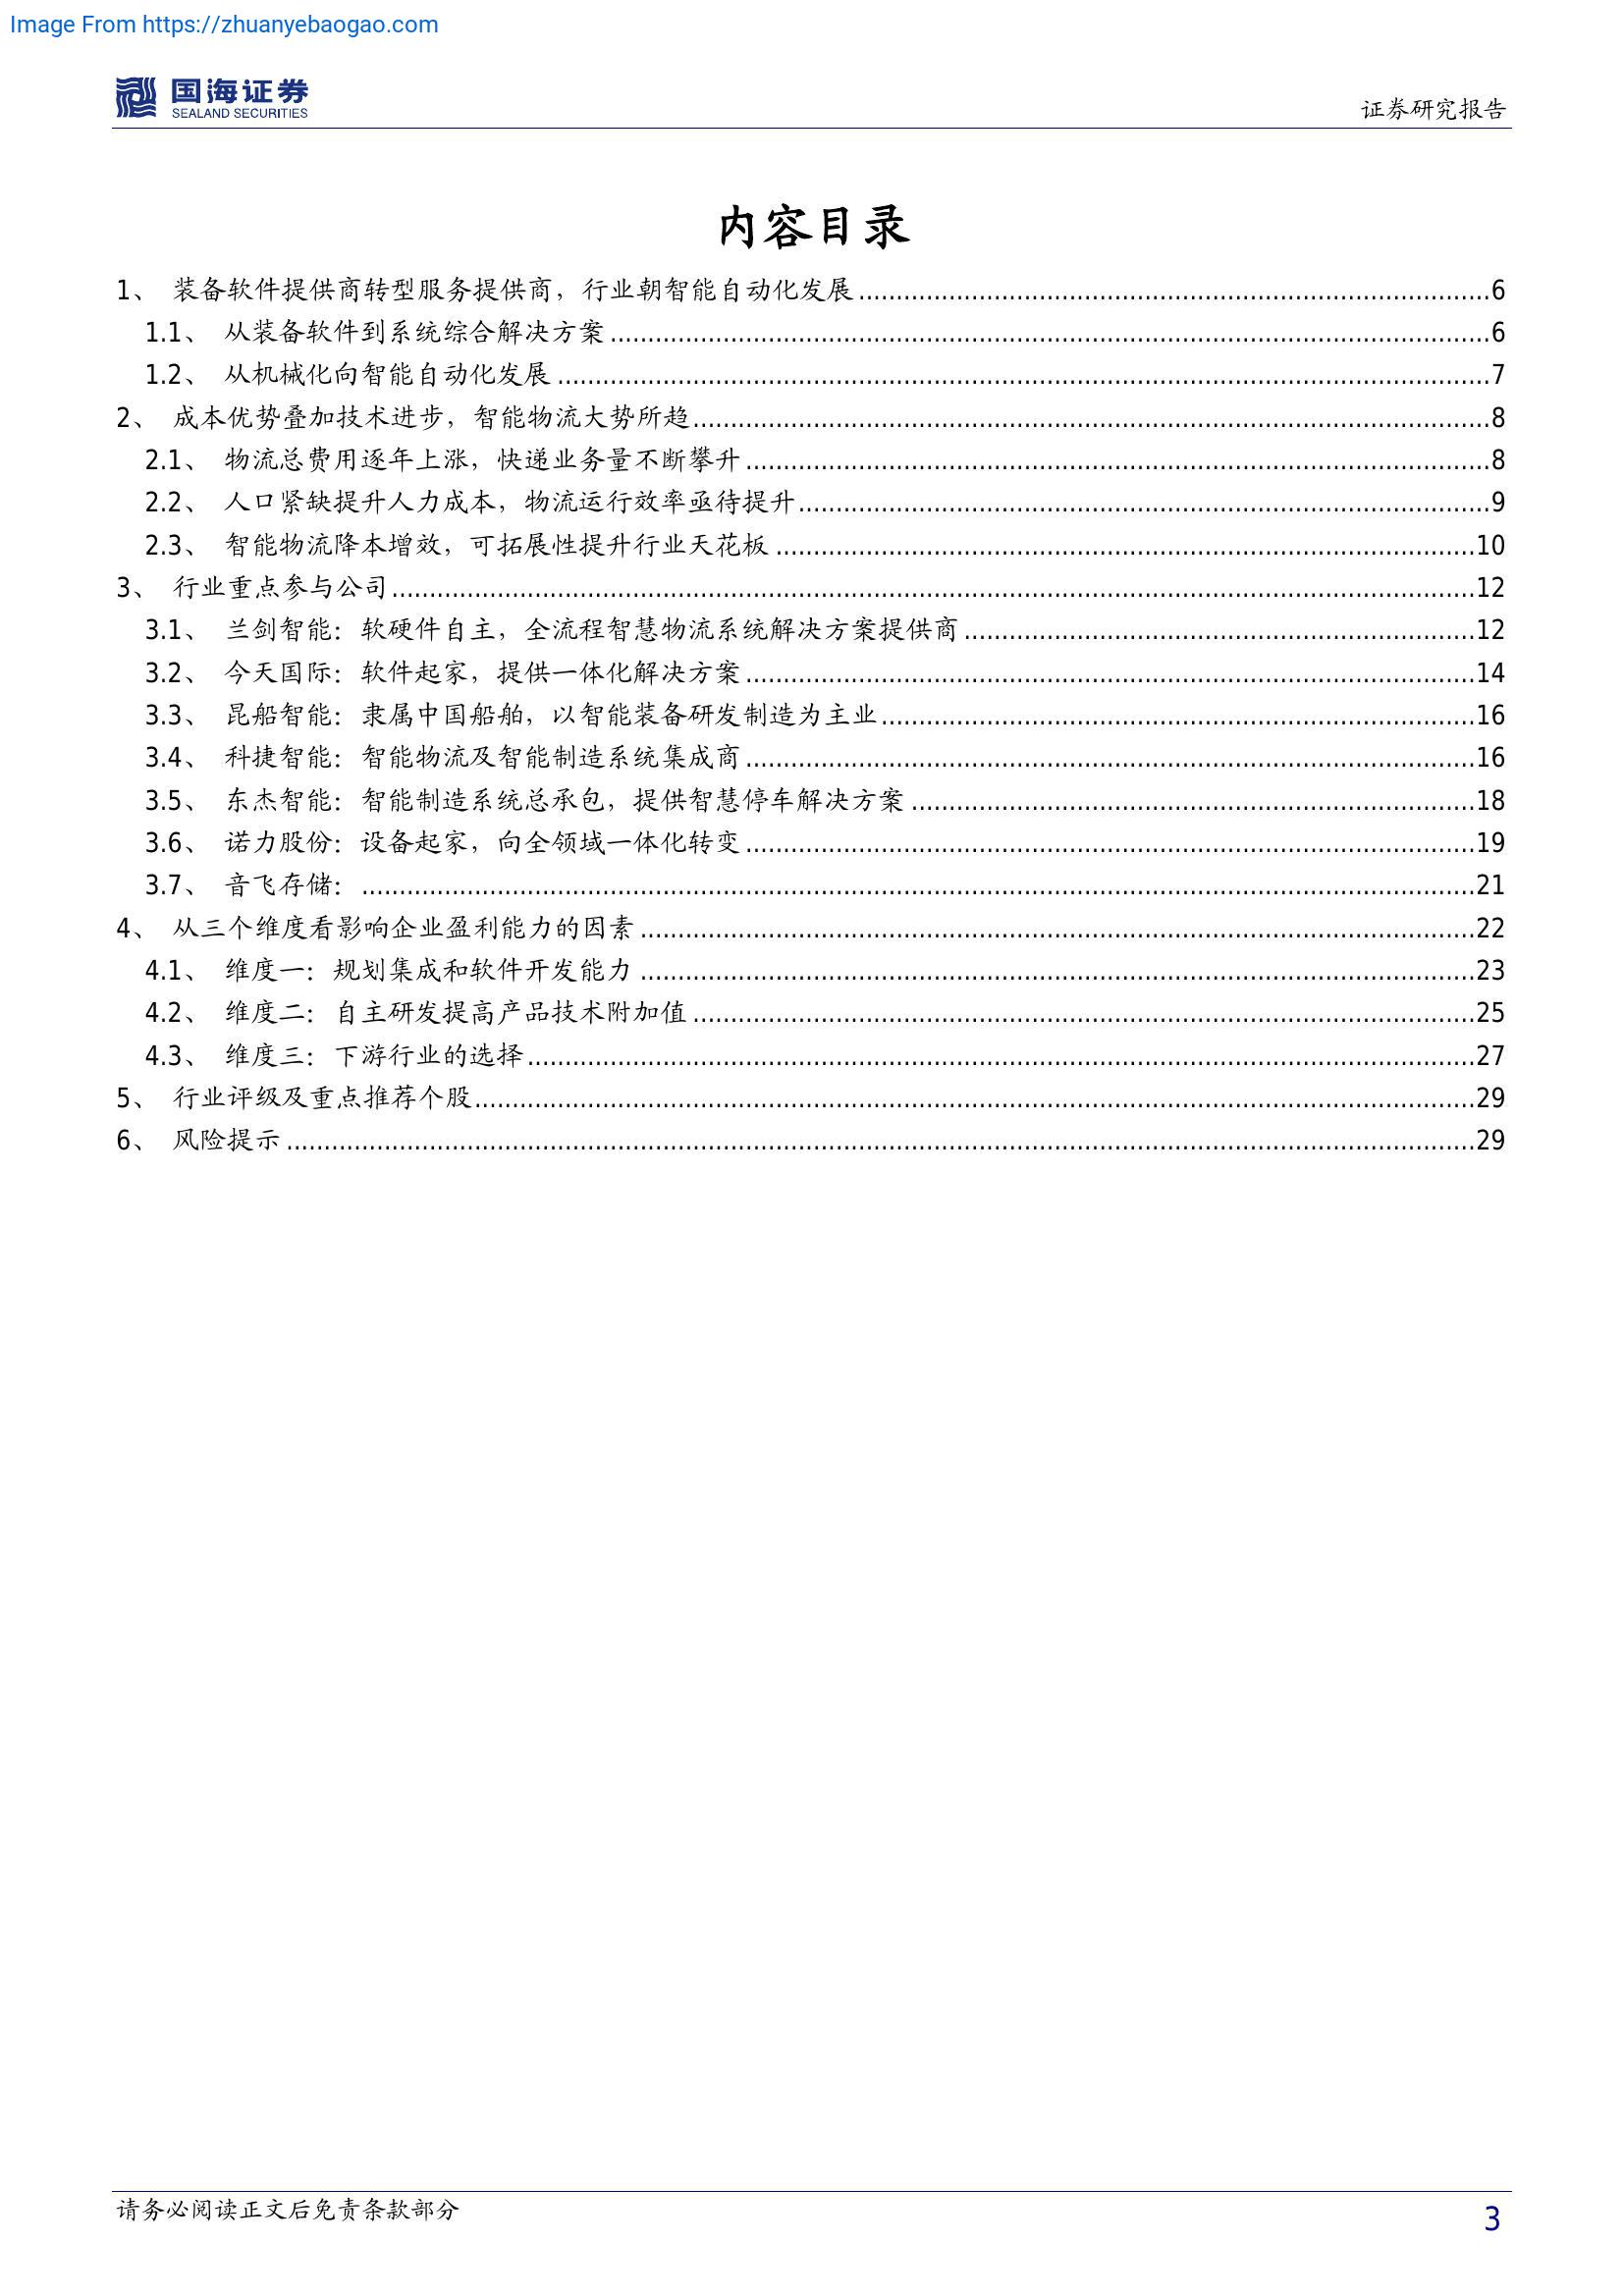 Image From https://zhuanyebaogao.com
国海证券
SEALAND SECURITIES
证券研究报告
内容目录
1、 装备软件提供商转型服务提供商，行业朝智能自动化发展 6
1.1、 从装备软件到系统综合解决方案 6
1.2、 从机械化向智能自动化发展 7
2、 成本优势叠加技术进步，智能物流大势所趋 8
2.1、 物流总费用逐年上涨，快递业务量不断攀升 8
2.2、 人口紧缺提升人力成本，物流运行效率亟待提升 9
2.3、 智能物流降本增效，可拓展性提升行业天花板 10
3、 行业重点参与公司 12
3.1、 兰剑智能：软硬件自主，全流程智慧物流系统解决方案提供商 12
3.2、 今天国际：软件起家，提供一体化解决方案 14
3.3、 昆船智能：隶属中国船舶，以智能装备研发制造为主业 16
3.4、 科捷智能：智能物流及智能制造系统集成商 16
3.5、 东杰智能：智能制造系统总承包，提供智慧停车解决方案 18
3.6、 诺力股份：设备起家，向全领域一体化转变 19
3.7、 音飞存储： 21
4、 从三个维度看影响企业盈利能力的因素 22
4.1、 维度一：规划集成和软件开发能力 23
4.2、 维度二：自主研发提高产品技术附加值 25
4.3、 维度三：下游行业的选择 27
5、 行业评级及重点推荐个股 29
6、 风险提示 29
请务必阅读正文后免责条款部分
3